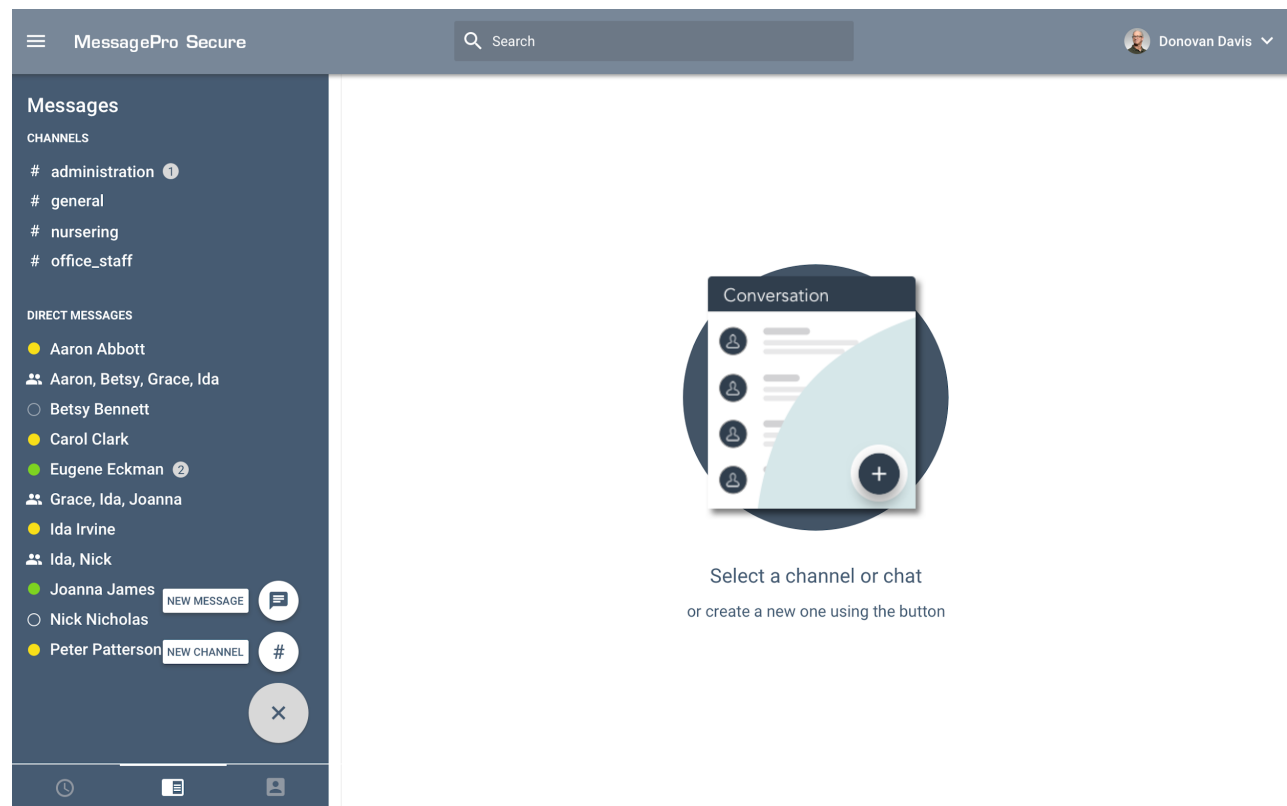 MessagePro Secure
Search
Donovan Davis
Messages
CHANNELS
# administration 1
# general
# nursering
# office_staff
DIRECT MESSAGES
Aaron Abbott
Aaron, Betsy, Grace, Ida
Betsy Bennett
Carol Clark
Eugene Eckman 2
Grace, Ida, Joanna
Ida Irvine
Ida, Nick
Joanna James
NEW MESSAGE
Nick Nicholas
Peter Patterson
NEW CHANNEL #
Conversation
Select a channel or chat
or create a new one using the button